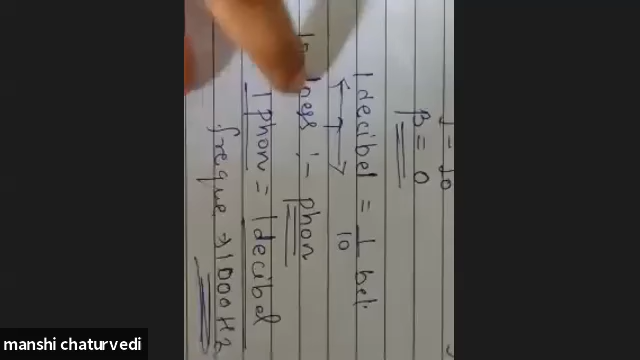 β = 0
1 decibel = 1/10 bel
:- phon
1 phon = 1 decibel
freque → 1000 Hz
manshi chaturvedi